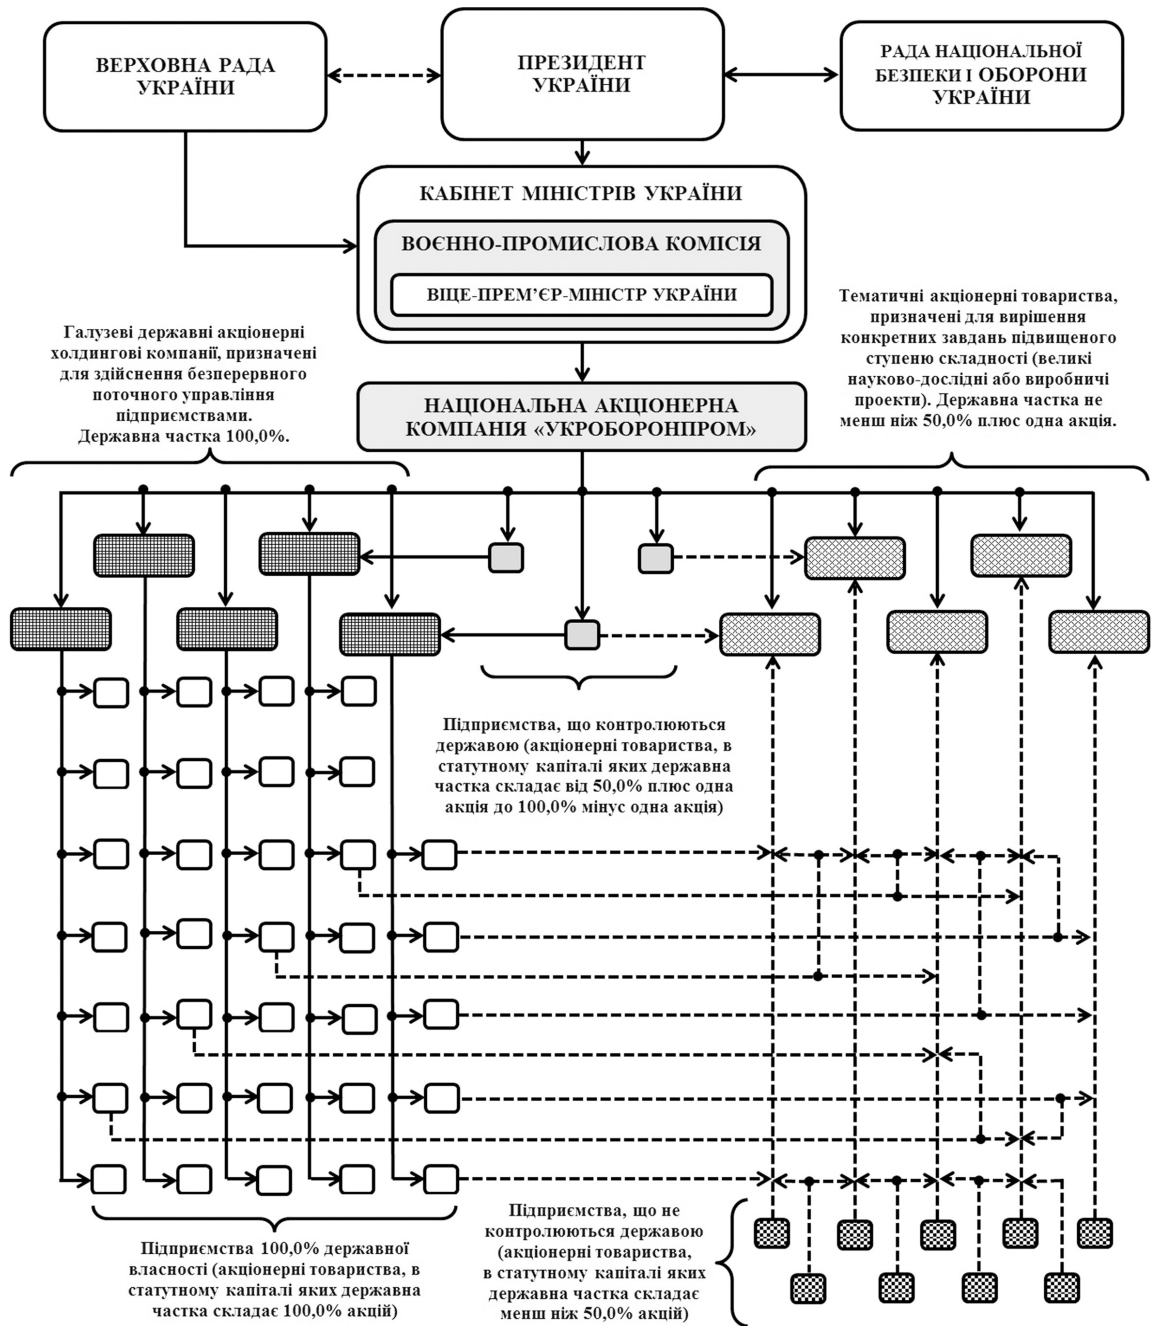 ВЕРХОВНА РАДА
УКРАЇНИ
ПРЕЗИДЕНТ
УКРАЇНИ
РАДА НАЦІОНАЛЬНОЇ
БЕЗПЕКИ І ОБОРОНИ
УКРАЇНИ
КАБІНЕТ МІНІСТРІВ УКРАЇНИ
ВОЄННО-ПРОМИСЛОВА КОМІСІЯ
ВІЦЕ-ПРЕМ’ЄР-МІНІСТР УКРАЇНИ
Галузеві державні акціонерні
холдингові компанії, призначені
для здійснення безперервного
поточного управління
підприємствами.
Державна частка 100,0%.
НАЦІОНАЛЬНА АКЦІОНЕРНА
КОМПАНІЯ «УКРОБОРОНПРОМ»
Тематичні акціонерні товариства,
призначені для вирішення
конкретних завдань підвищеного
ступеню складності (великі
науково-дослідні або виробничі
проекти). Державна частка не
менш ніж 50,0% плюс одна акція.
Підприємства, що контролюються
державою (акціонерні товариства, в
статутному капіталі яких державна
частка складає від 50,0% плюс одна
акція до 100,0% мінус одна акція)
Підприємства 100,0% державної
власності (акціонерні товариства, в
статутному капіталі яких державна
частка складає 100,0% акцій)
Підприємства, що не
контролюються державою
(акціонерні товариства,
в статутному капіталі яких
державна частка складає
менш ніж 50,0% акцій)